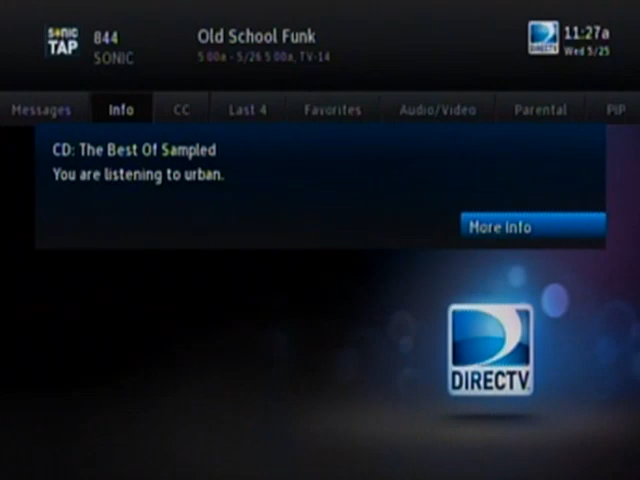 SONIC TAP
844
SONIC
Old School Funk
5:00a - 5/26 5:00a, TV-14
DIRECTV
11:27a
Wed 5/25
Messages Info CC Last 4 Favorites Audio/Video Parental PIP
CD: The Best Of Sampled
You are listening to urban.
More Info
DIRECTV